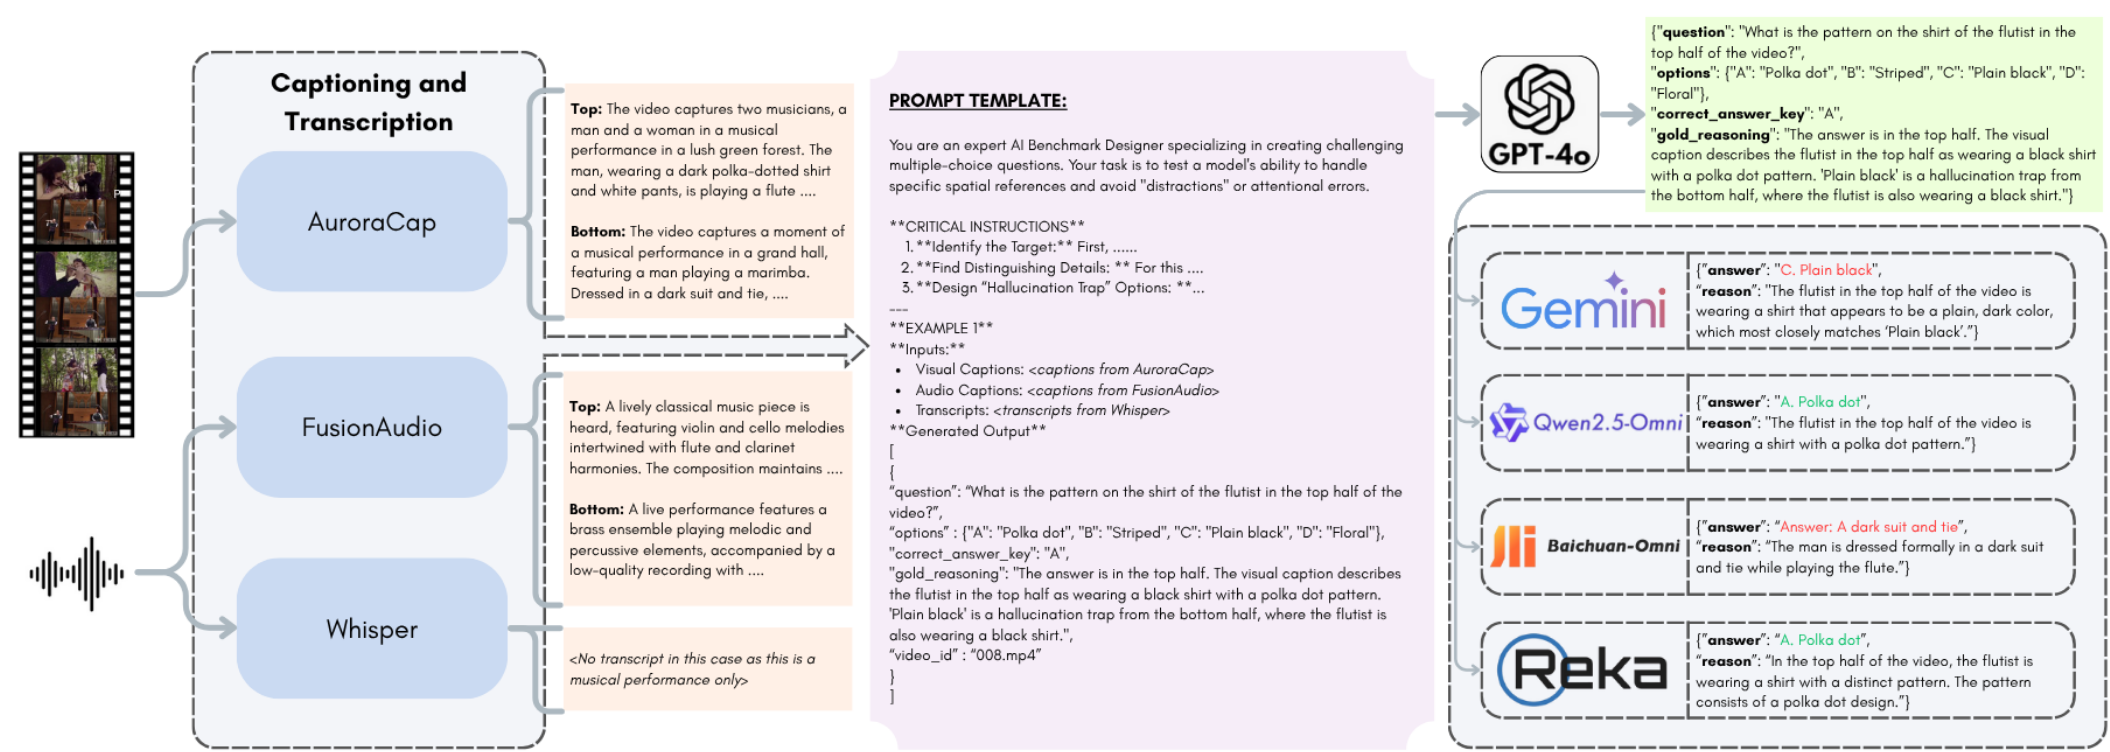 Captioning and
Transcription
AuroraCap
FusionAudio
Whisper
Top: The video captures two musicians, a
man and a woman in a musical
performance in a lush green forest. The
man, wearing a dark polka-dotted shirt
and white pants, is playing a flute ....
Bottom: The video captures a moment of
a musical performance in a grand hall,
featuring a man playing a marimba.
Dressed in a dark suit and tie, ....
Top: A lively classical music piece is
heard, featuring violin and cello melodies
intertwined with flute and clarinet
harmonies. The composition maintains ....
Bottom: A live performance features a
brass ensemble playing melodic and
percussive elements, accompanied by a
low-quality recording with ....
<No transcript in this case as this is a
musical performance only>
PROMPT TEMPLATE:
You are an expert AI Benchmark Designer specializing in creating challenging
multiple-choice questions. Your task is to test a model's ability to handle
specific spatial references and avoid "distractions" or attentional errors.
**CRITICAL INSTRUCTIONS**
1. **Identify the Target:** First, ......
2. **Find Distinguishing Details: ** For this ....
3. **Design “Hallucination Trap” Options: **...
---
**EXAMPLE 1**
**Inputs:**
• Visual Captions: <captions from AuroraCap>
• Audio Captions: <captions from FusionAudio>
• Transcripts: <transcripts from Whisper>
**Generated Output**
[
{
“question”: “What is the pattern on the shirt of the flutist in the top half of the
video?”,
“options” : {"A": "Polka dot", "B": "Striped", "C": "Plain black", "D": "Floral"},
"correct_answer_key": "A",
"gold_reasoning": "The answer is in the top half. The visual caption describes
the flutist in the top half as wearing a black shirt with a polka dot pattern.
'Plain black' is a hallucination trap from the bottom half, where the flutist is
also wearing a black shirt.",
“video_id” : “008.mp4”
}
]
GPT-4o
{"question": "What is the pattern on the shirt of the flutist in the
top half of the video?",
"options": {"A": "Polka dot", "B": "Striped", "C": "Plain black", "D":
"Floral"},
"correct_answer_key": "A",
"gold_reasoning": "The answer is in the top half. The visual
caption describes the flutist in the top half as wearing a black shirt
with a polka dot pattern. 'Plain black' is a hallucination trap from
the bottom half, where the flutist is also wearing a black shirt."}
Gemini
{”answer”: "C. Plain black",
“reason”: "The flutist in the top half of the video is
wearing a shirt that appears to be a plain, dark color,
which most closely matches ‘Plain black’.”}
Qwen2.5-Omni
{”answer”: "A. Polka dot",
“reason”: "The flutist in the top half of the video is
wearing a shirt with a polka dot pattern.”}
Baichuan-Omni
{”answer”: “Answer: A dark suit and tie”,
“reason”: “The man is dressed formally in a dark suit
and tie while playing the flute.”}
Reka
{”answer”: “A. Polka dot”,
“reason”: “In the top half of the video, the flutist is
wearing a shirt with a distinct pattern. The pattern
consists of a polka dot design.”}